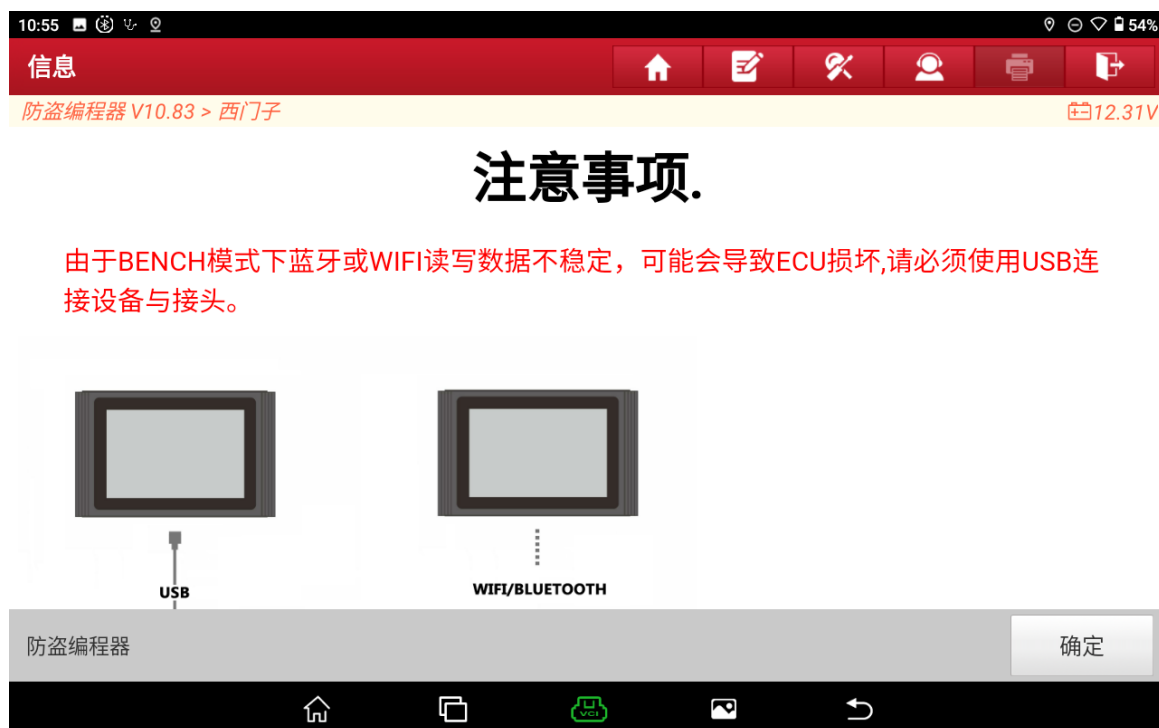 10:55
54%
信息
防盗编程器 V10.83 > 西门子
12.31V
注意事项.
由于BENCH模式下蓝牙或WIFI读写数据不稳定，可能会导致ECU损坏,请必须使用USB连
接设备与接头。
USB
WIFI/BLUETOOTH
防盗编程器
确定
VCI